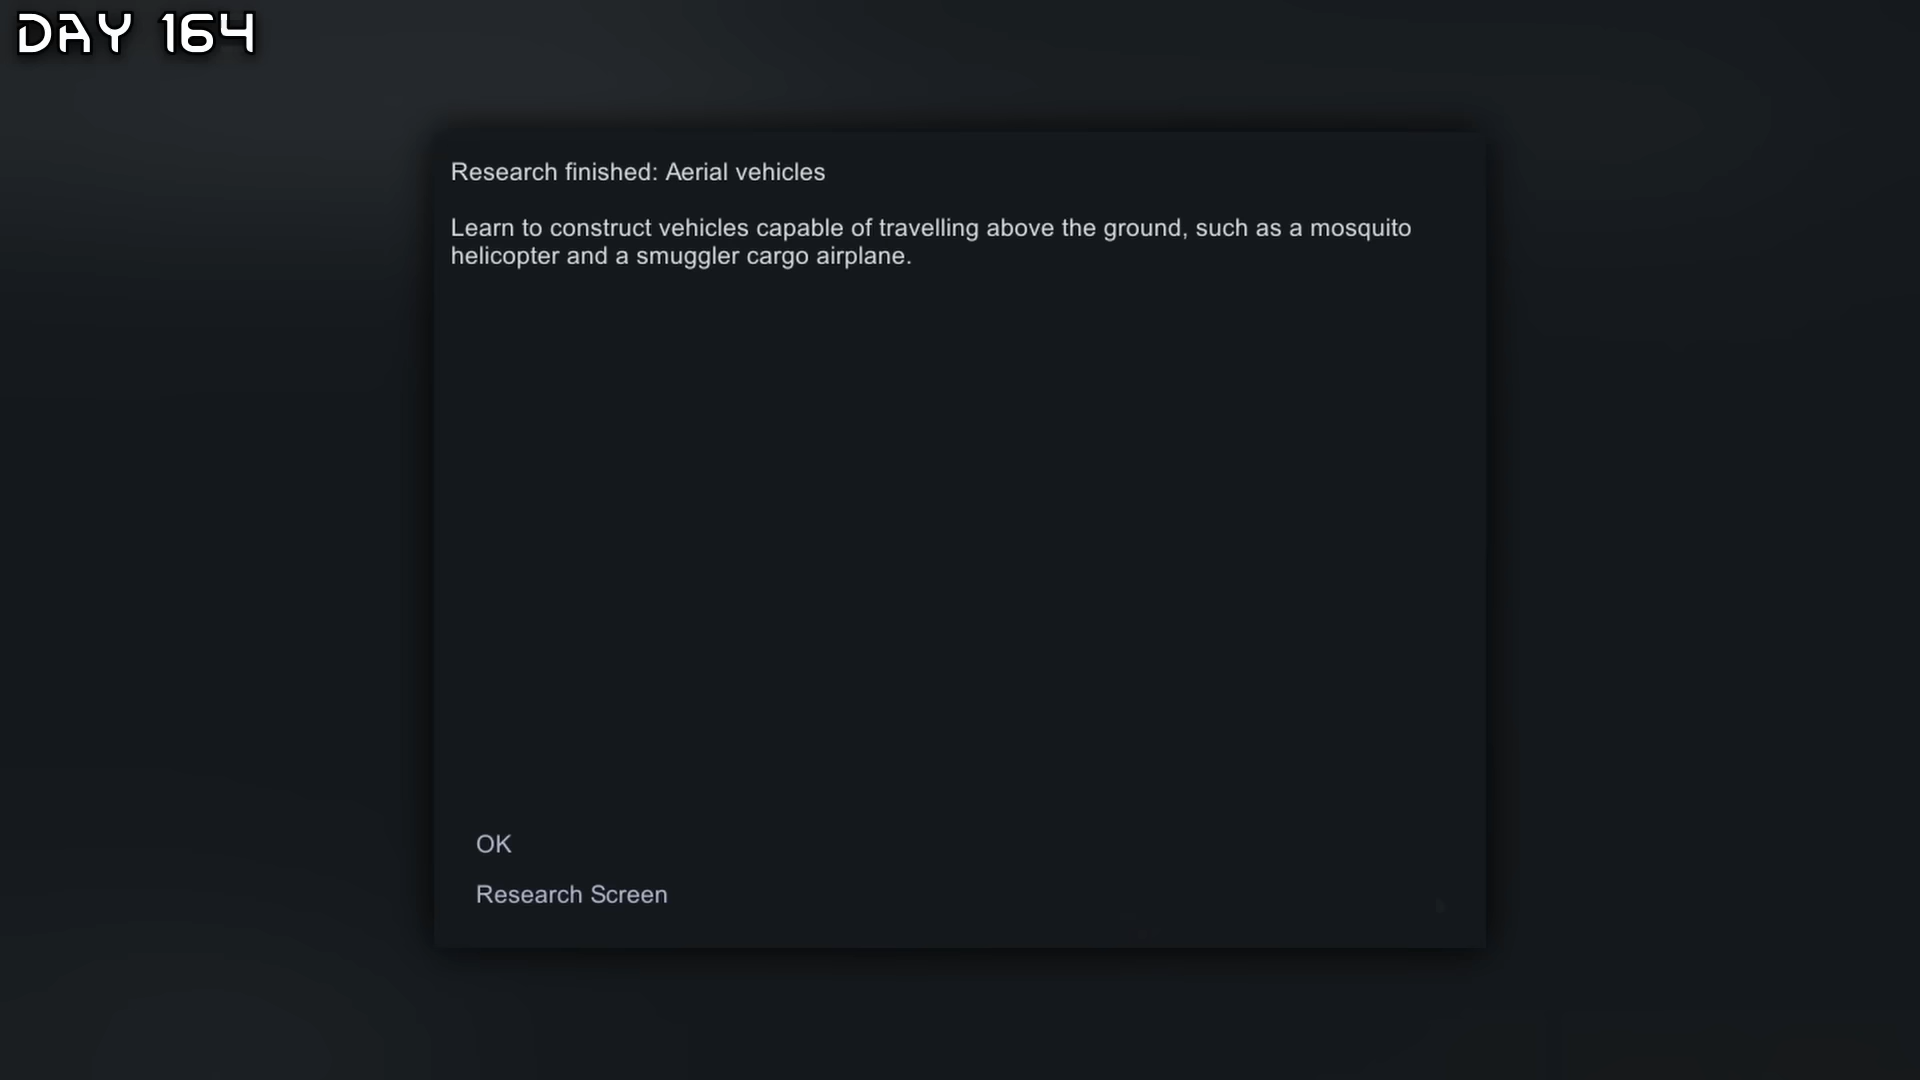 DAY 164
Research finished: Aerial vehicles
Learn to construct vehicles capable of travelling above the ground, such as a mosquito
helicopter and a smuggler cargo airplane.
OK
Research Screen